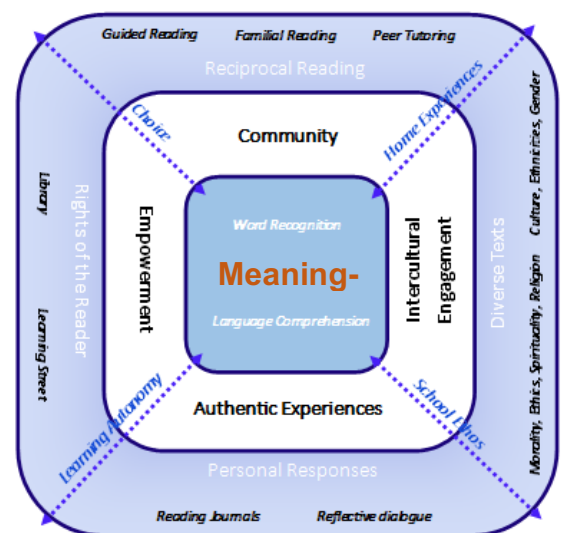 Guided Reading Familial Reading Peer Tutoring
Reciprocal Reading
Choice
Home Experiences
Community
Library
Learning Street
Rights of the Reader
Empowerment
Word Recognition
Meaning-
Language Comprehension
Intercultural
Engagement
Diverse Texts
Culture, Ethnicities, Gender
Morality, Ethics, Spirituality, Religion
Authentic Experiences
Learning Autonomy
School Ethos
Personal Responses
Reading Journals Reflective dialogue